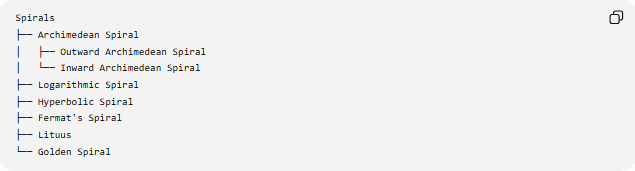 Spirals
├── Archimedean Spiral
│   ├── Outward Archimedean Spiral
│   └── Inward Archimedean Spiral
├── Logarithmic Spiral
├── Hyperbolic Spiral
├── Fermat's Spiral
├── Lituus
└── Golden Spiral